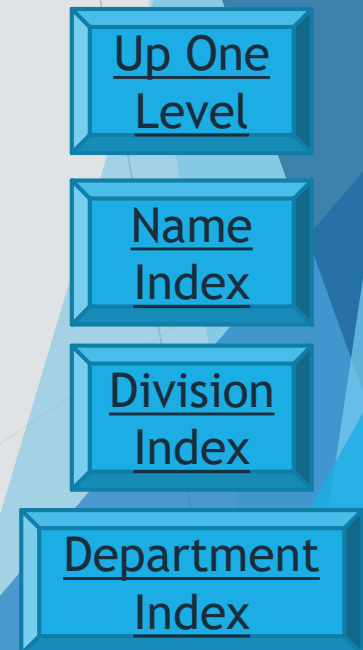 Up One
Level
Name
Index
Division
Index
Department
Index